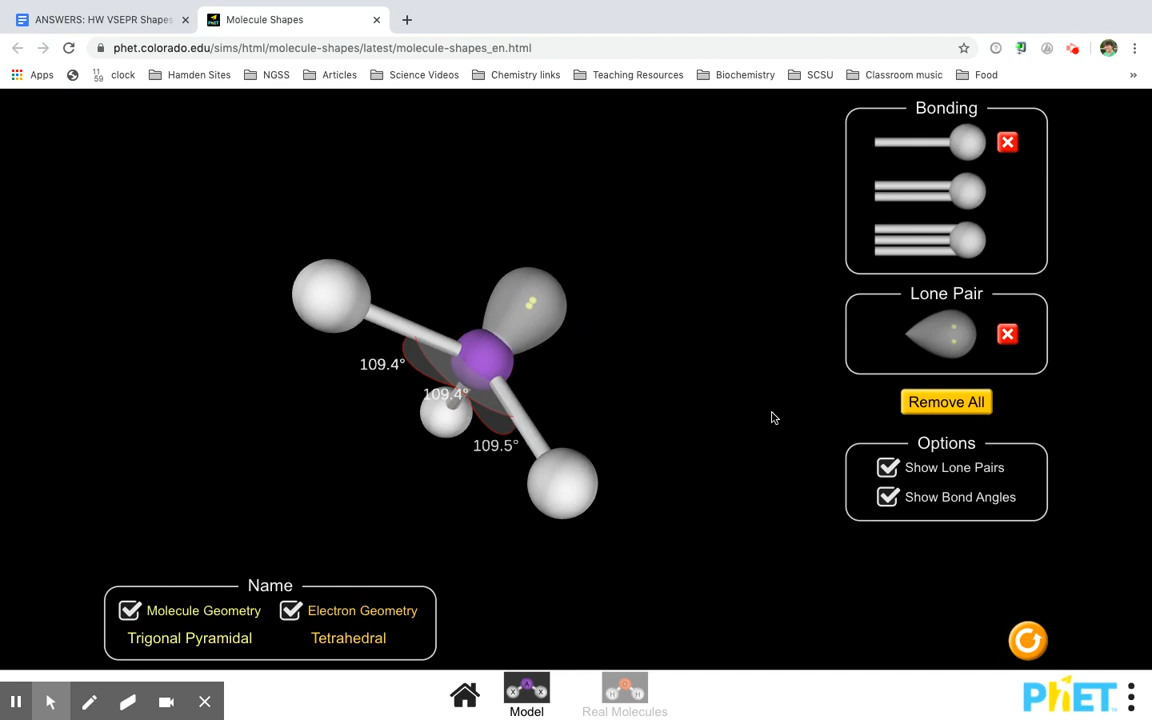 ANSWERS: HW VSEPR Shapes
Molecule Shapes
phet.colorado.edu/sims/html/molecule-shapes/latest/molecule-shapes_en.html
Apps
11
59
clock
Hamden Sites
NGSS
Articles
Science Videos
Chemistry links
Teaching Resources
Biochemistry
SCSU
Classroom music
Food
»
Bonding
Lone Pair
Remove All
Options
Show Lone Pairs
Show Bond Angles
109.4°
109.4°
109.5°
Name
Molecule Geometry
Electron Geometry
Trigonal Pyramidal
Tetrahedral
X A X
Model
H O H
Real Molecules
PhET